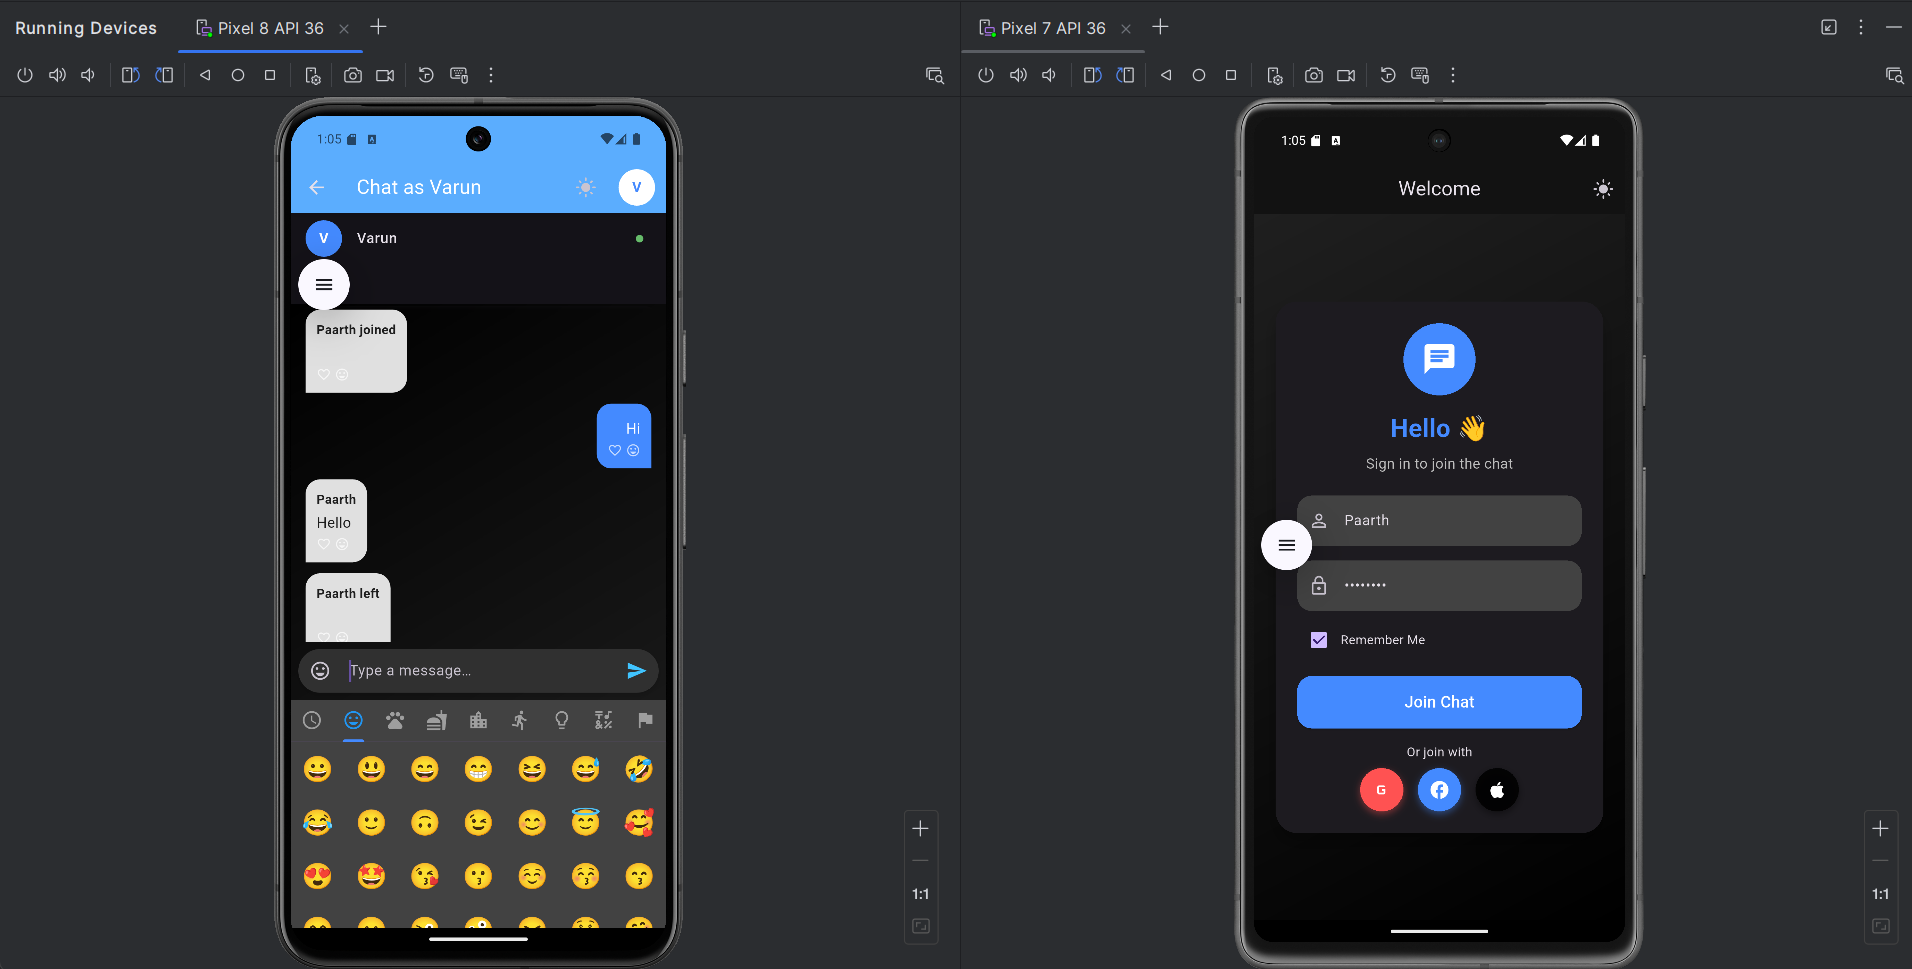 Running Devices
Pixel 8 API 36
Pixel 7 API 36
1:05
Chat as Varun
V
V
Varun
Paarth joined
Hi
Paarth
Hello
Paarth left
Type a message...
1:1
1:05
Welcome
Hello 👋
Sign in to join the chat
Paarth
••••••••
Remember Me
Join Chat
Or join with
G
1:1